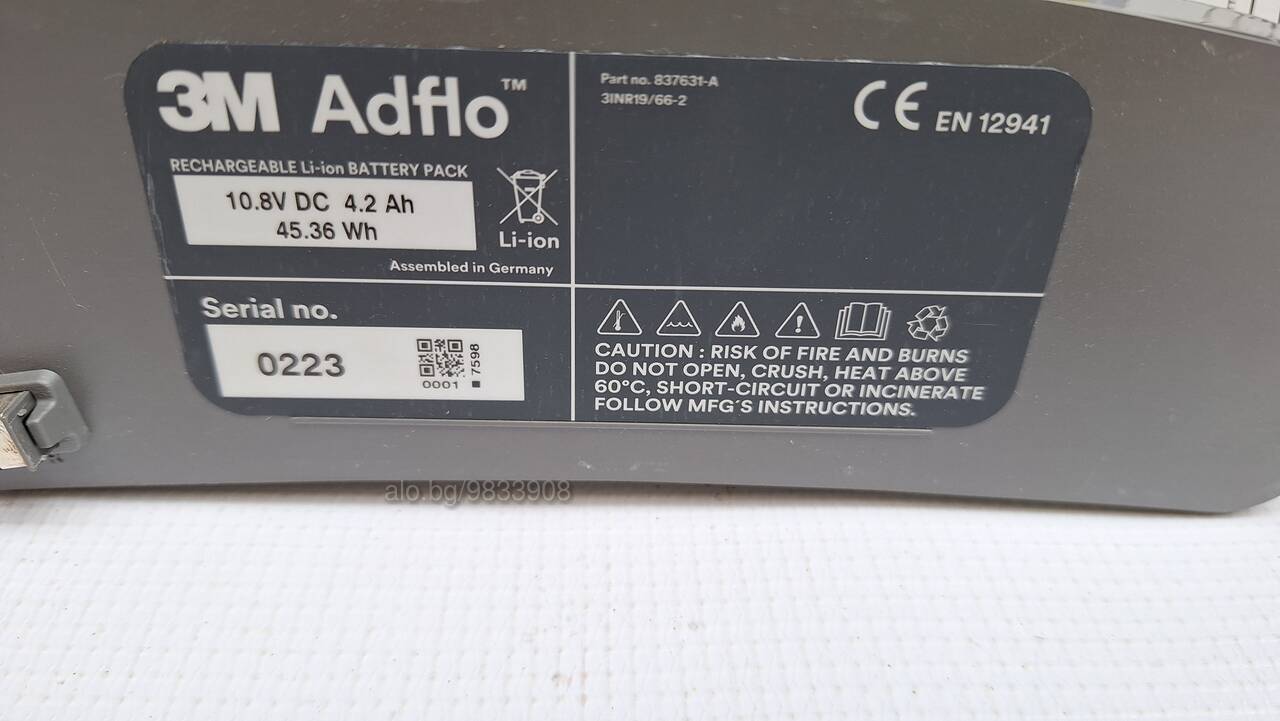 3M Adflo™
RECHARGEABLE Li-ion BATTERY PACK
10.8V DC 4.2 Ah
45.36 Wh
Li-ion
Assembled in Germany
Part no. 837631-A
3INR19/66-2
CE EN 12941
Serial no.
0223
0001
7598
CAUTION : RISK OF FIRE AND BURNS
DO NOT OPEN, CRUSH, HEAT ABOVE
60°C, SHORT-CIRCUIT OR INCINERATE
FOLLOW MFG´S INSTRUCTIONS.
alo.bg/9833908